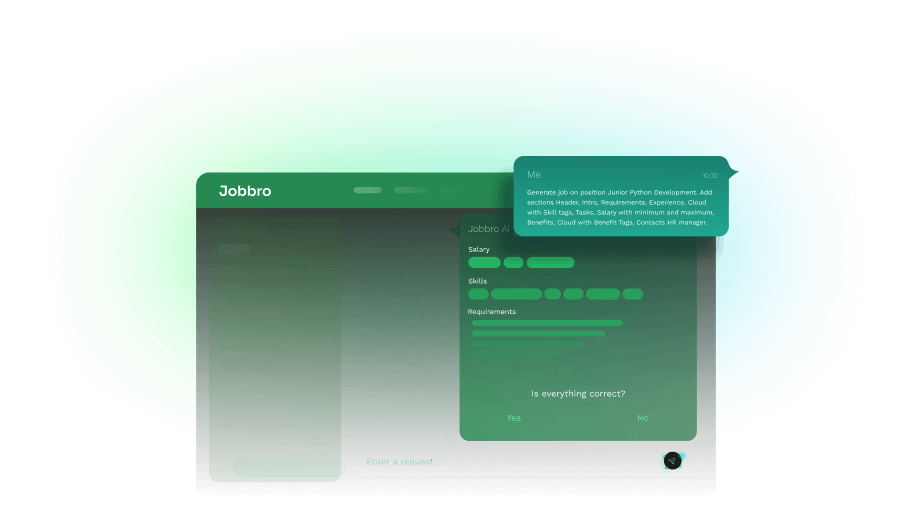 Jobbro
Me
10:32
Generate job on position Junior Python Development. Add
sections Header, Intro, Requirements, Experience, Cloud
with Skill tags, Tasks, Salary with minimum and maximum,
Benefits, Cloud with Benefit Tags, Contacts HR manager.
Jobbro AI
Salary
Skills
Requirements
Is everything correct?
Yes
No
Enter a request